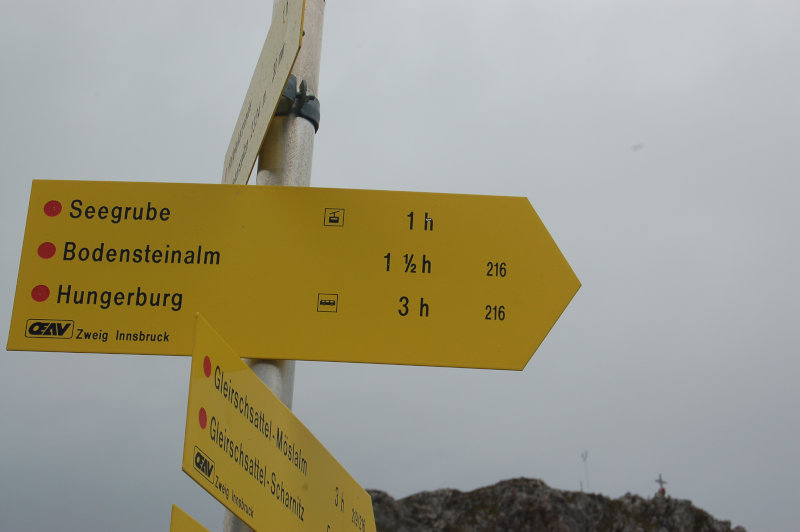 Seegrube 1 h
Bodensteinalm 1 ½ h 216
Hungerburg 3 h 216
OEAV Zweig Innsbruck
Gleirschsattel-Möslalm 3 h
Gleirschsattel-Scharnitz
OEAV Zweig Innsbruck